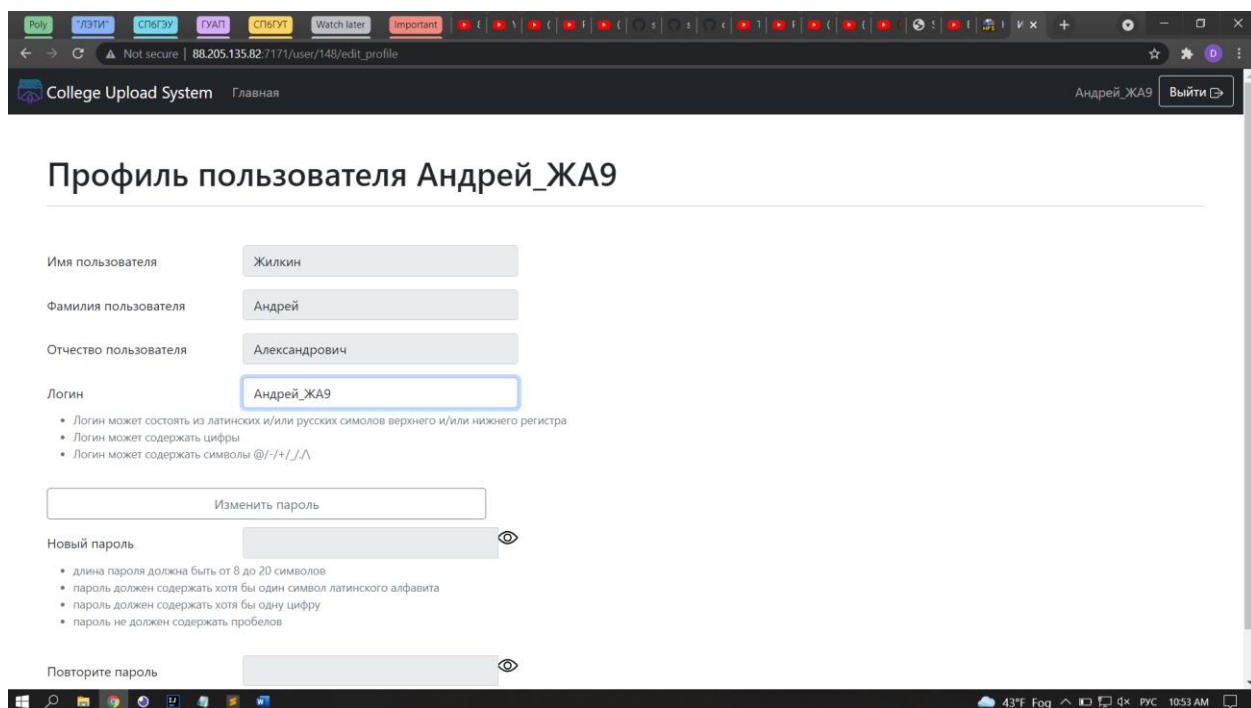 Poly "ЛЭТИ" СПбГЭУ ГУАП СПбГУТ Watch later Important
Not secure | 88.205.135.82:7171/user/148/edit_profile
College Upload System Главная Андрей_ЖА9 Выйти
Профиль пользователя Андрей_ЖА9
Имя пользователя Жилкин
Фамилия пользователя Андрей
Отчество пользователя Александрович
Логин Андрей_ЖА9
• Логин может состоять из латинских и/или русских симолов верхнего и/или нижнего регистра
• Логин может содержать цифры
• Логин может содержать символы @/-/+/_/./\
Изменить пароль
Новый пароль
• длина пароля должна быть от 8 до 20 символов
• пароль должен содержать хотя бы один символ латинского алфавита
• пароль должен содержать хотя бы одну цифру
• пароль не должен содержать пробелов
Повторите пароль
43°F Fog РУС 10:53 AM